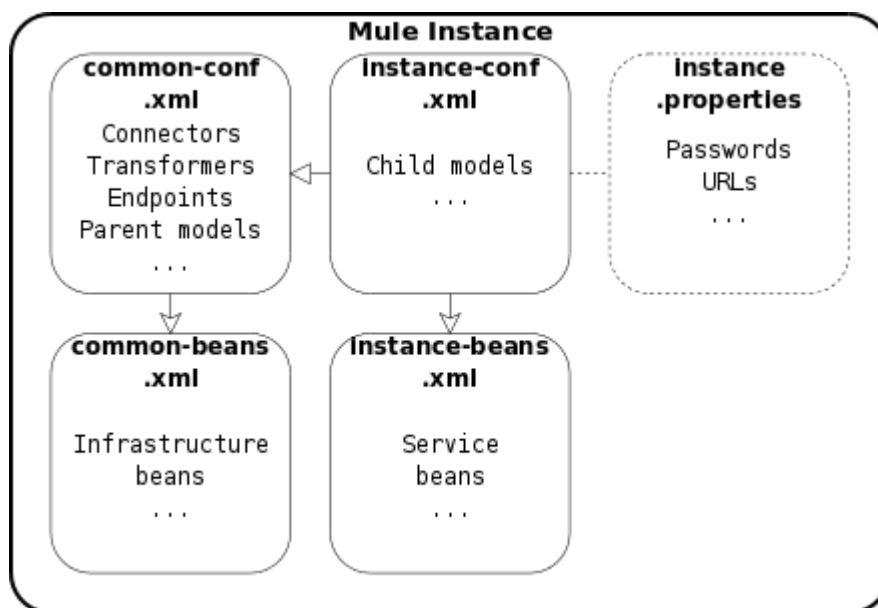 Mule Instance
common-conf
.xml
Connectors
Transformers
Endpoints
Parent models
...
instance-conf
.xml
Child models
...
instance
.properties
Passwords
URLs
...
common-beans
.xml
Infrastructure
beans
...
instance-beans
.xml
Service
beans
...